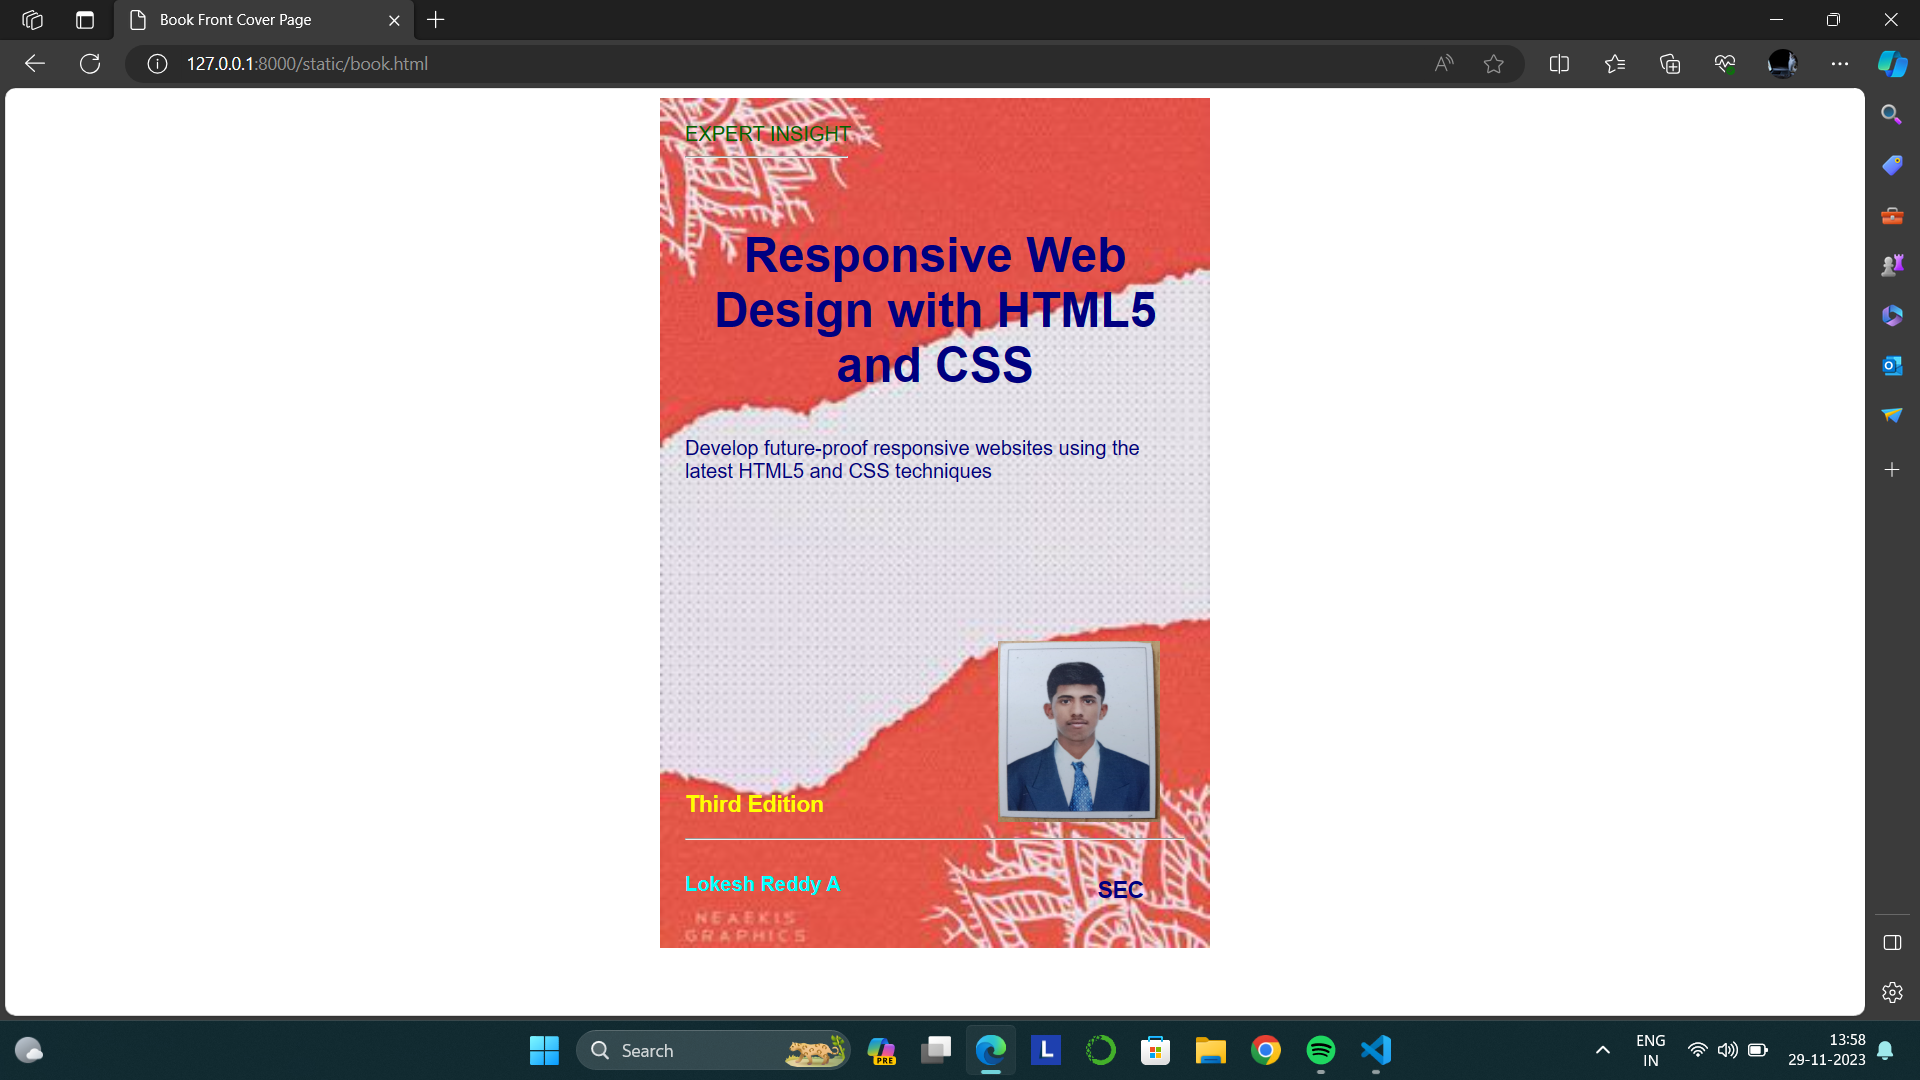 Book Front Cover Page
127.0.0.1:8000/static/book.html
EXPERT INSIGHT
Responsive Web
Design with HTML5
and CSS
Develop future-proof responsive websites using the
latest HTML5 and CSS techniques
Third Edition
Lokesh Reddy A
SEC
NEAEKIS
GRAPHICS
Search
PRE
L
ENG
IN
13:58
29-11-2023